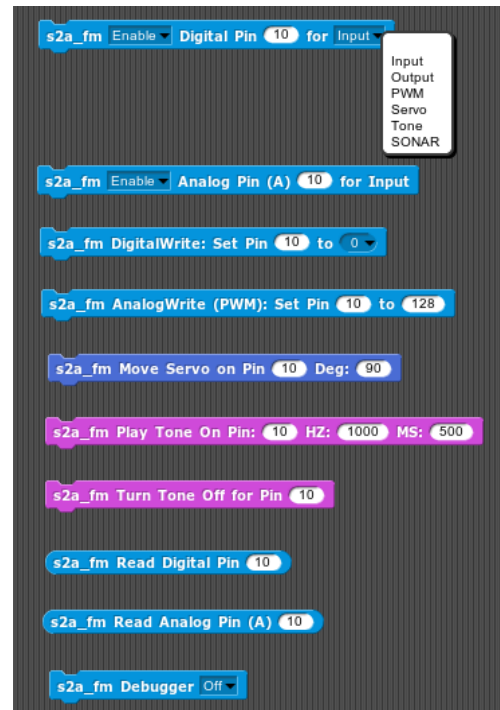 s2a_fm Enable Digital Pin 10 for Input
Input
Output
PWM
Servo
Tone
SONAR
s2a_fm Enable Analog Pin (A) 10 for Input
s2a_fm DigitalWrite: Set Pin 10 to 0
s2a_fm AnalogWrite (PWM): Set Pin 10 to 128
s2a_fm Move Servo on Pin 10 Deg: 90
s2a_fm Play Tone On Pin: 10 HZ: 1000 MS: 500
s2a_fm Turn Tone Off for Pin 10
s2a_fm Read Digital Pin 10
s2a_fm Read Analog Pin (A) 10
s2a_fm Debugger Off